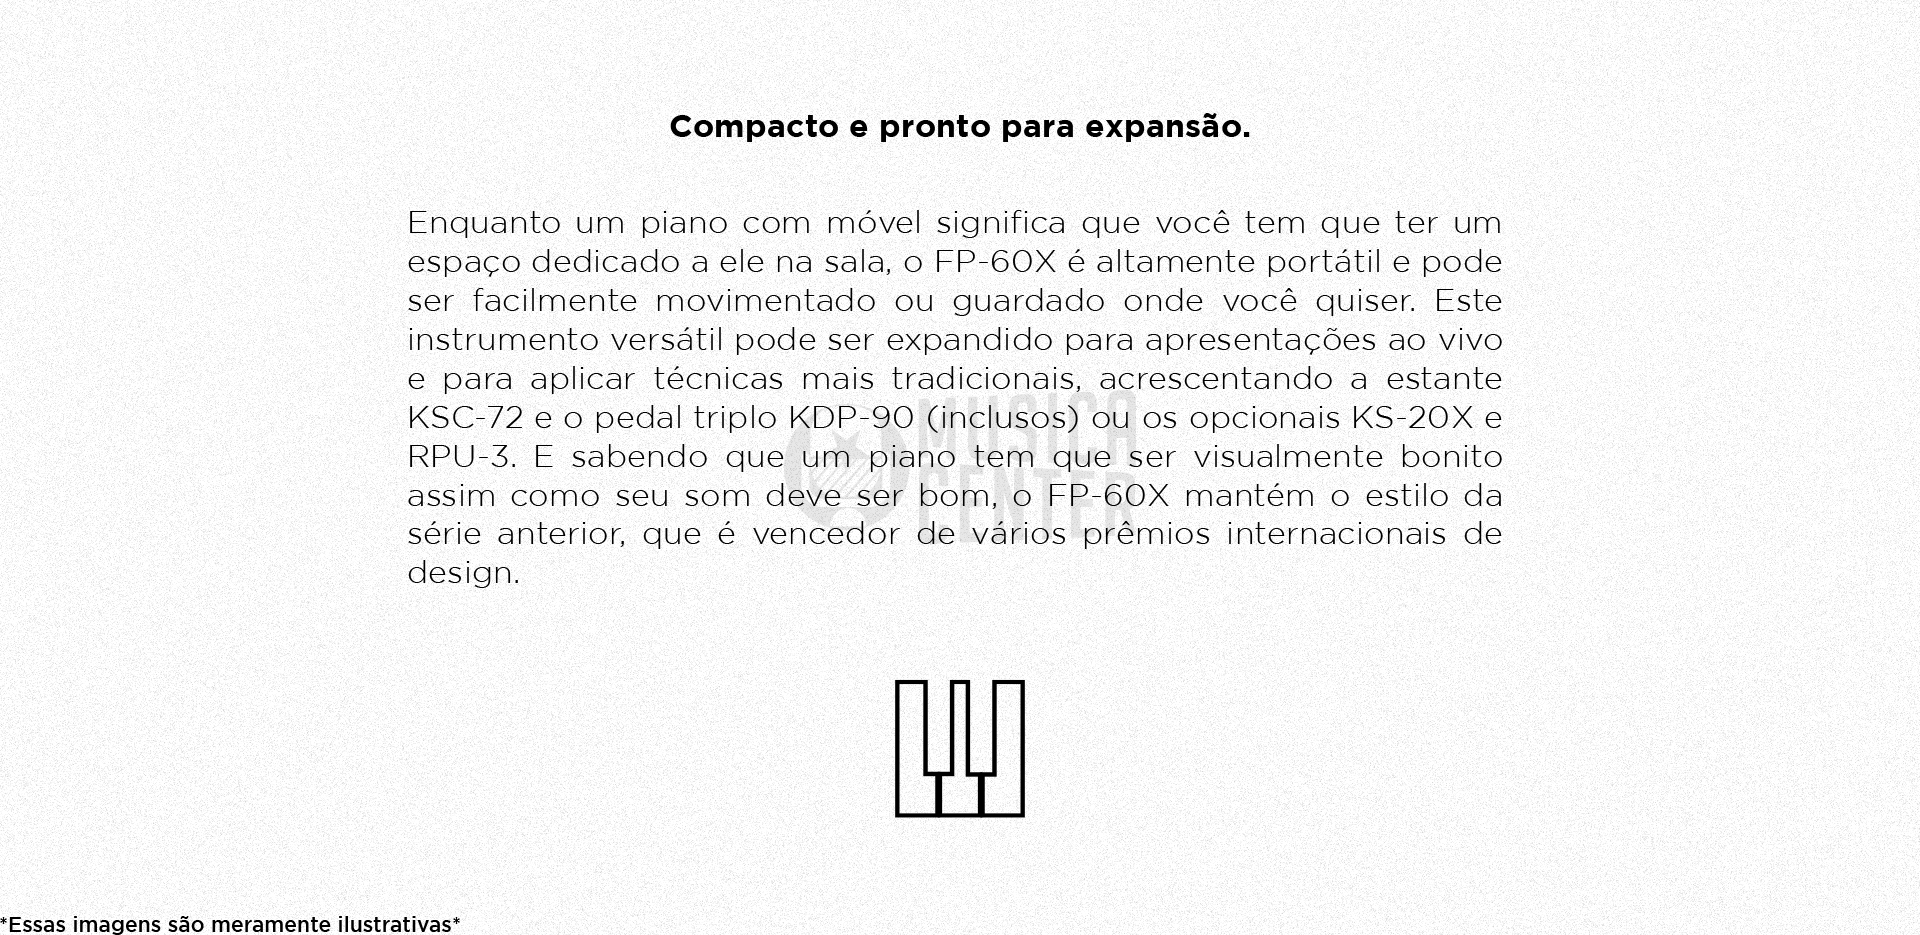 Compacto e pronto para expansão.
Enquanto um piano com móvel significa que você tem que ter um
espaço dedicado a ele na sala, o FP-60X é altamente portátil e pode
ser facilmente movimentado ou guardado onde você quiser. Este
instrumento versátil pode ser expandido para apresentações ao vivo
e para aplicar técnicas mais tradicionais, acrescentando a estante
KSC-72 e o pedal triplo KDP-90 (inclusos) ou os opcionais KS-20X e
RPU-3. E sabendo que um piano tem que ser visualmente bonito
assim como seu som deve ser bom, o FP-60X mantém o estilo da
série anterior, que é vencedor de vários prêmios internacionais de
design.
MUSICAL
CENTER
*Essas imagens são meramente ilustrativas*